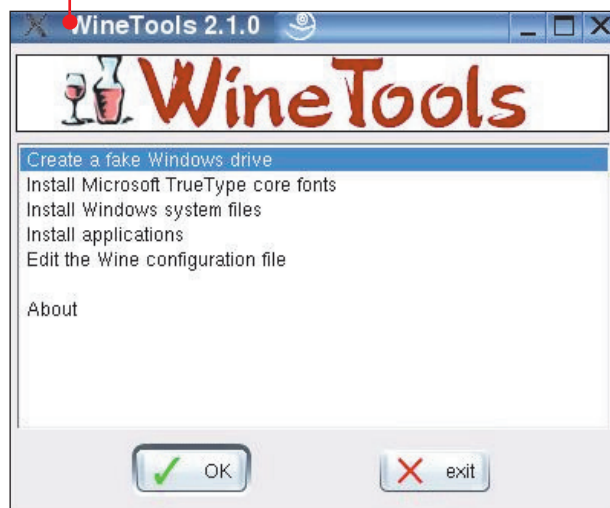 WineTools 2.1.0
WineTools
Create a fake Windows drive
Install Microsoft TrueType core fonts
Install Windows system files
Install applications
Edit the Wine configuration file
About
OK
exit